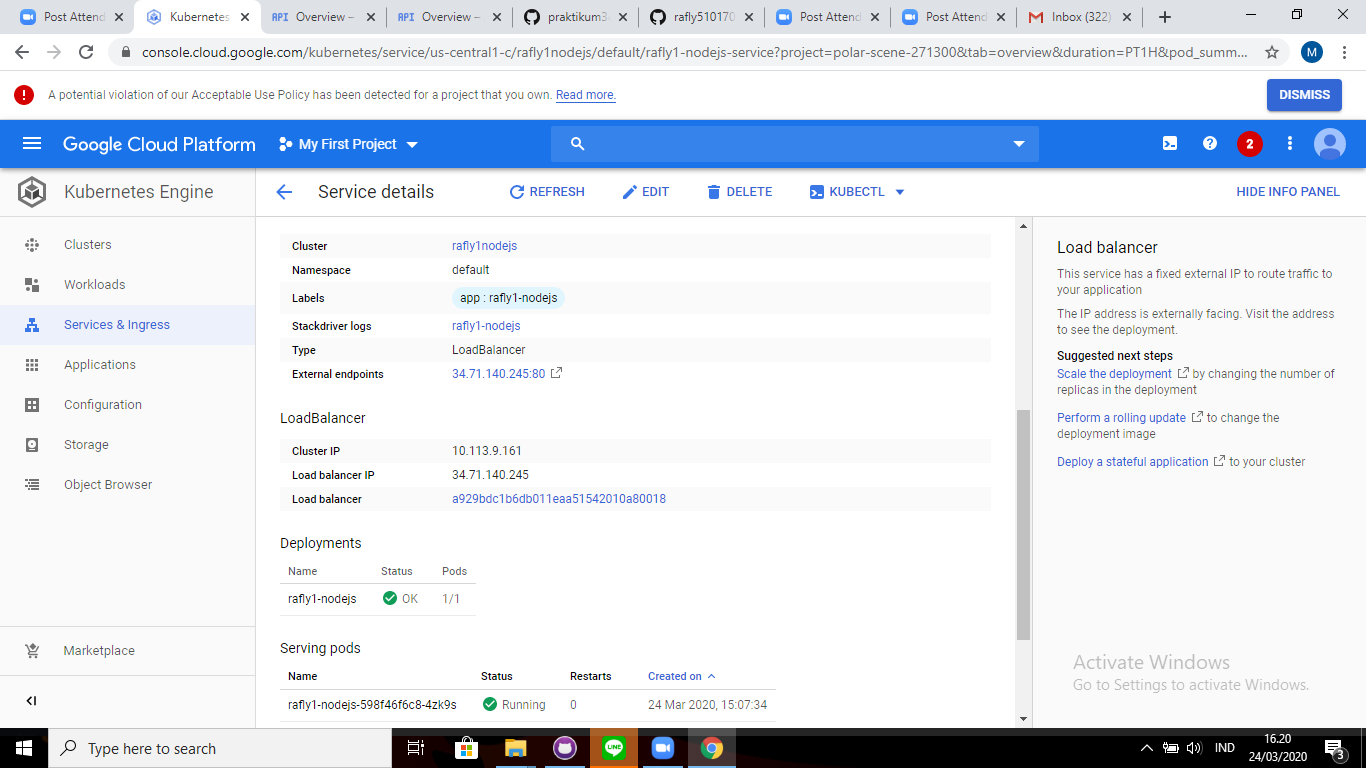 Post Attend
Kubernetes
API Overview –
API Overview –
praktikum3
rafly510170
Post Attend
Post Attend
Inbox (322)
console.cloud.google.com/kubernetes/service/us-central1-c/rafly1nodejs/default/rafly1-nodejs-service?project=polar-scene-271300&tab=overview&duration=PT1H&pod_summ...
M
A potential violation of our Acceptable Use Policy has been detected for a project that you own. Read more.
DISMISS
Google Cloud Platform
My First Project
2
Kubernetes Engine
Service details
REFRESH
EDIT
DELETE
KUBECTL
HIDE INFO PANEL
Clusters
Workloads
Services & Ingress
Applications
Configuration
Storage
Object Browser
Marketplace
Cluster rafly1nodejs
Namespace default
Labels app : rafly1-nodejs
Stackdriver logs rafly1-nodejs
Type LoadBalancer
External endpoints 34.71.140.245:80
LoadBalancer
Cluster IP 10.113.9.161
Load balancer IP 34.71.140.245
Load balancer a929bdc1b6db011eaa51542010a80018
Deployments
Name Status Pods
rafly1-nodejs OK 1/1
Serving pods
Name Status Restarts Created on
rafly1-nodejs-598f46f6c8-4zk9s Running 0 24 Mar 2020, 15:07:34
Load balancer
This service has a fixed external IP to route traffic to
your application
The IP address is externally facing. Visit the address
to see the deployment.
Suggested next steps
Scale the deployment by changing the number of
replicas in the deployment
Perform a rolling update to change the
deployment image
Deploy a stateful application to your cluster
Activate Windows
Go to Settings to activate Windows.
Type here to search
LINE
IND
16.20
24/03/2020
3